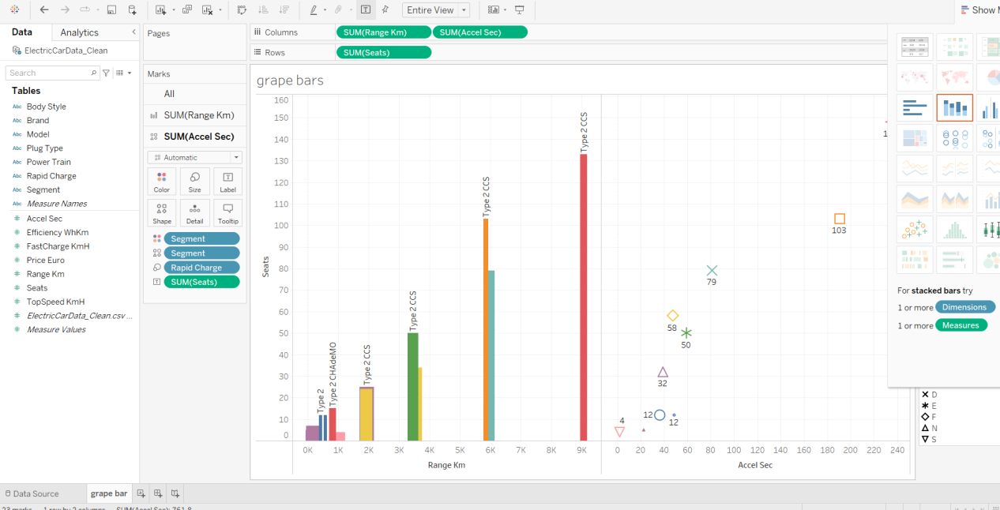 Entire View
Show
Data
Analytics
ElectricCarData_Clean
Search
Tables
Abc Body Style
Abc Brand
Abc Model
Abc Plug Type
Abc Power Train
Abc Rapid Charge
Abc Segment
Abc Measure Names
# Accel Sec
# Efficiency WhKm
# FastCharge KmH
# Price Euro
# Range Km
# Seats
# TopSpeed KmH
# ElectricCarData_Clean.csv ...
# Measure Values
Pages
Marks
All
SUM(Range Km)
SUM(Accel Sec)
Automatic
Color Size Label
Shape Detail Tooltip
Segment
Segment
Rapid Charge
SUM(Seats)
Columns SUM(Range Km) SUM(Accel Sec)
Rows SUM(Seats)
grape bars
160
150
140
130
120
110
100
90
80
70
60
50
40
30
20
10
0
Seats
Type 2
Type 2 CHAdeMO
Type 2 CCS
Type 2 CCS
Type 2 CCS
Type 2 CCS
0K 1K 2K 3K 4K 5K 6K 7K 8K 9K
Range Km
103
79
58
50
32
12
12
4
0 20 40 60 80 100 120 140 160 180 200 220 240
Accel Sec
For stacked bars try
1 or more Dimensions
1 or more Measures
D
E
F
N
S
Data Source grape bar
23 marks 1 row by 2 columns SUM(Accel Sec): 761.8